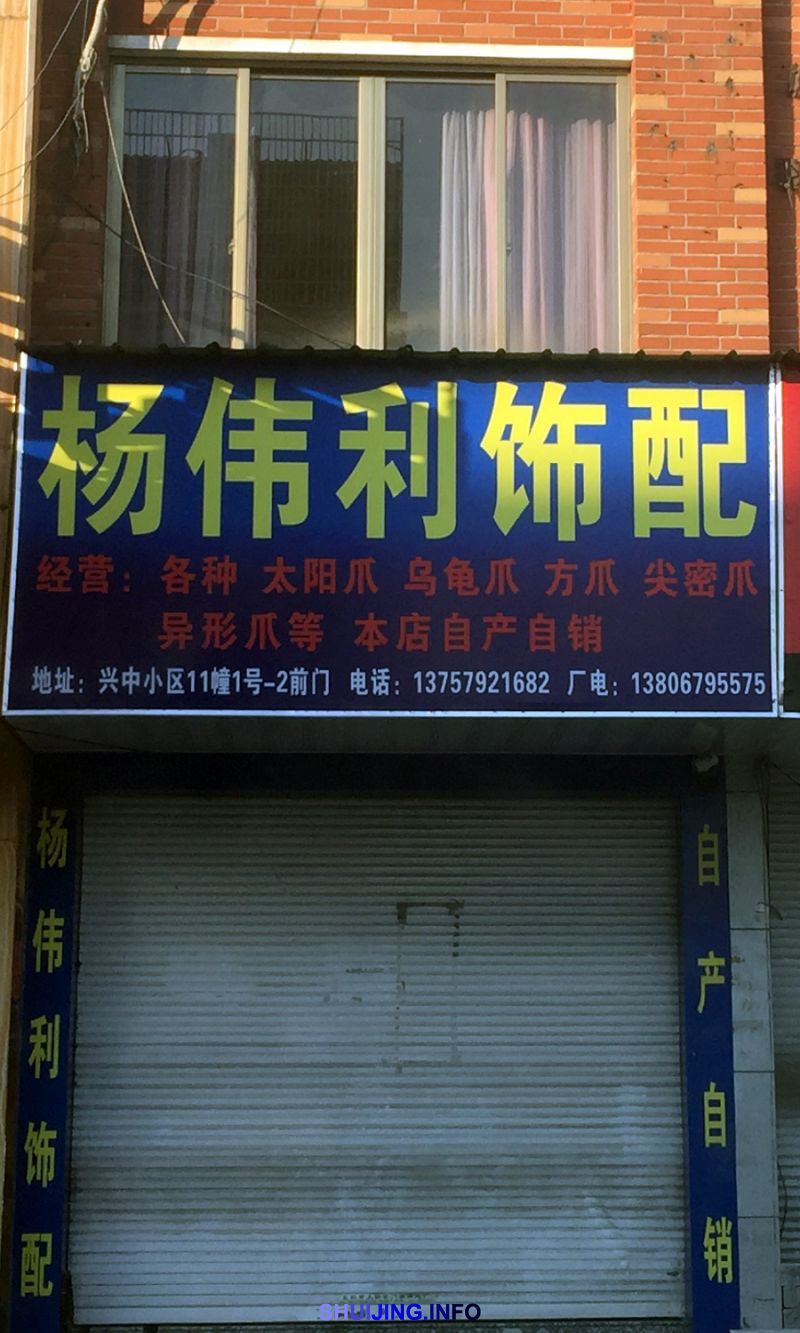 杨伟利饰配
经营：各种 太阳爪 乌龟爪 方爪 尖密爪
异形爪等 本店自产自销
地址：兴中小区11幢1号-2前门 电话：13757921682 厂电：13806795575
杨伟利饰配
自产自销
SHUIJING.INFO